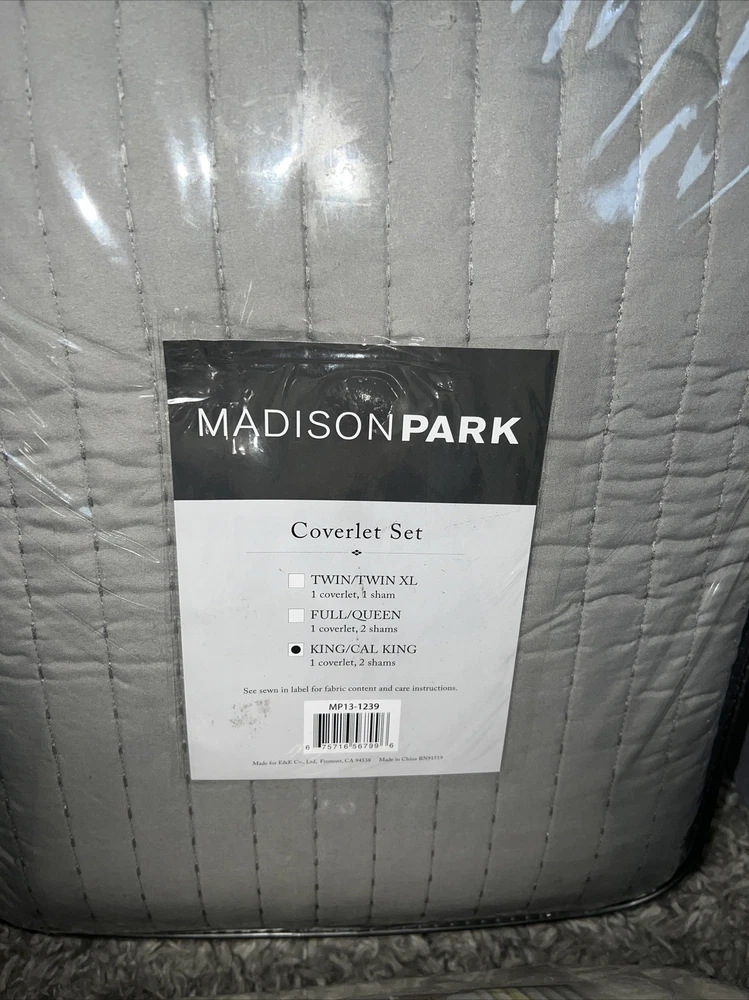 MADISONPARK
Coverlet Set
TWIN/TWIN XL
1 coverlet, 1 sham
FULL/QUEEN
1 coverlet, 2 shams
KING/CAL KING
1 coverlet, 2 shams
See sewn in label for fabric content and care instructions.
MP13-1239
6 75716 56799 6
Made for E&E Co., Ltd, Fremont, CA 94538 Made in China RN91319